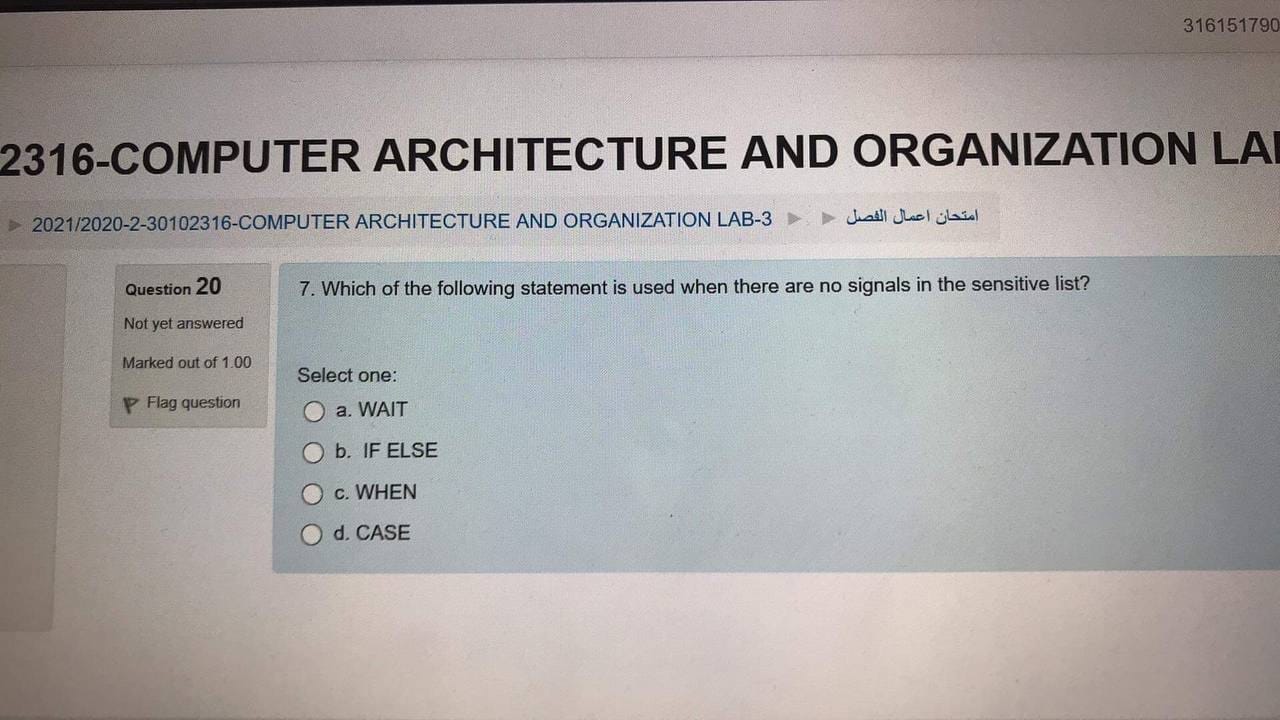 316151790
2316-COMPUTER ARCHITECTURE AND ORGANIZATION
2021/2020-2-30102316-COMPUTER ARCHITECTURE AND ORGANIZATION LAB-3 امتحان اعمال الفصل
Question 20
Not yet answered
Marked out of 1.00
Flag question
7. Which of the following statement is used when there are no signals in the sensitive list?
Select one:
a. WAIT
b. IF ELSE
c. WHEN
d. CASE